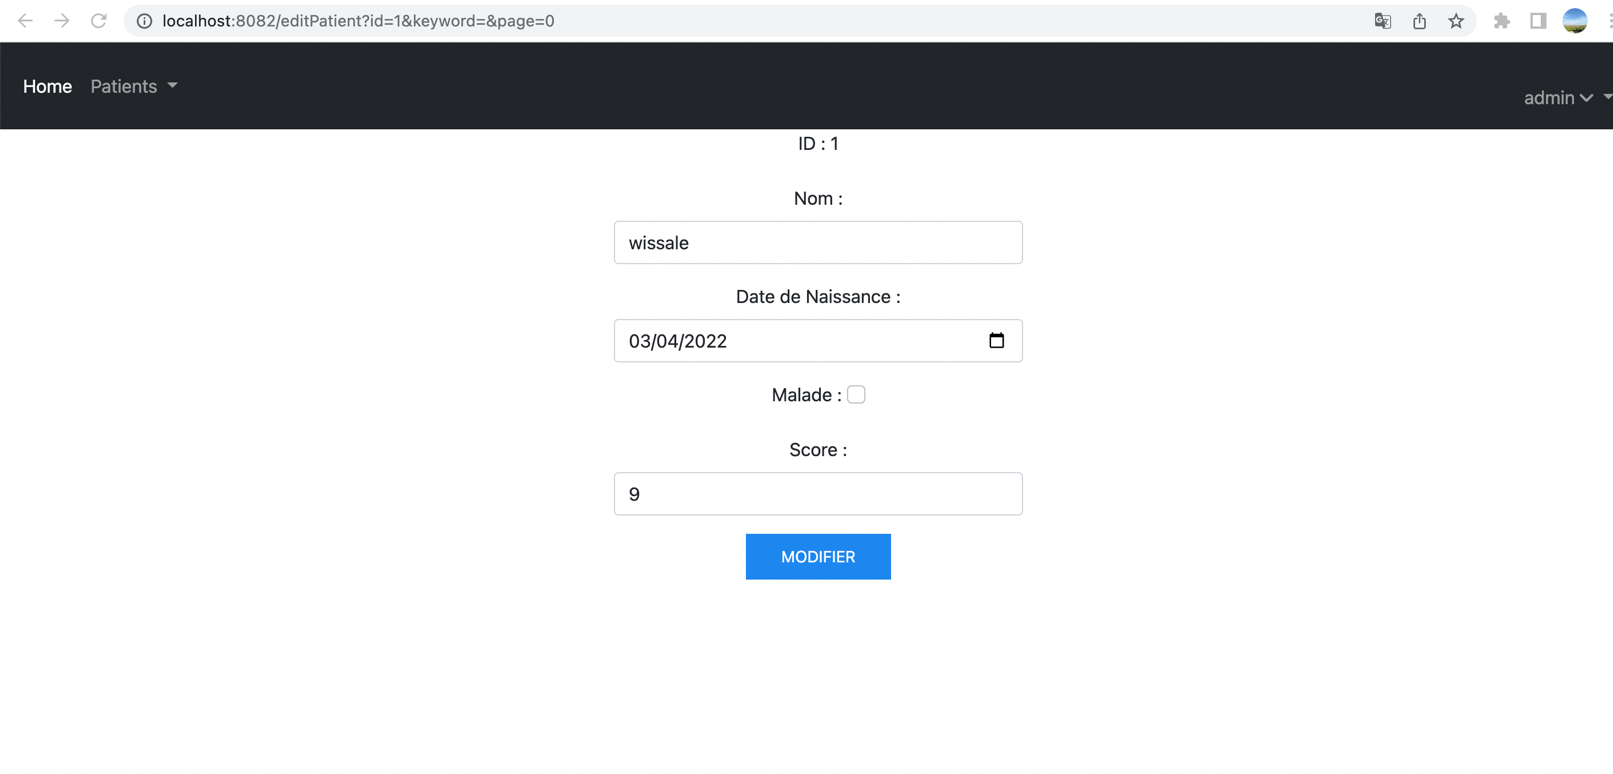 localhost:8082/editPatient?id=1&keyword=&page=0
Home Patients
admin
ID : 1
Nom :
wissale
Date de Naissance :
03/04/2022
Malade :
Score :
9
MODIFIER